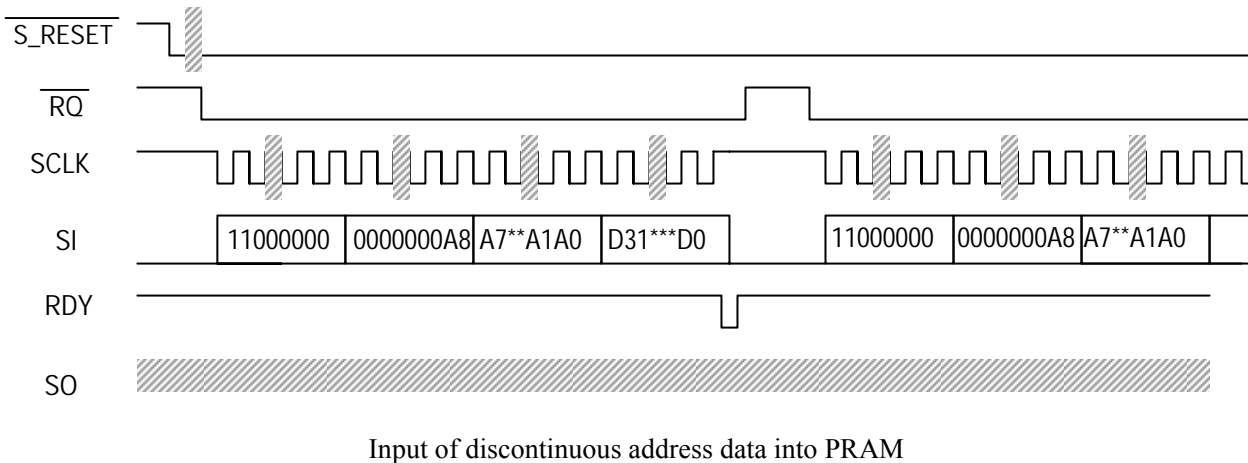 S_RESET
RQ
SCLK
SI
11000000 0000000A8 A7**A1A0 D31***D0 11000000 0000000A8 A7**A1A0
RDY
SO
Input of discontinuous address data into PRAM